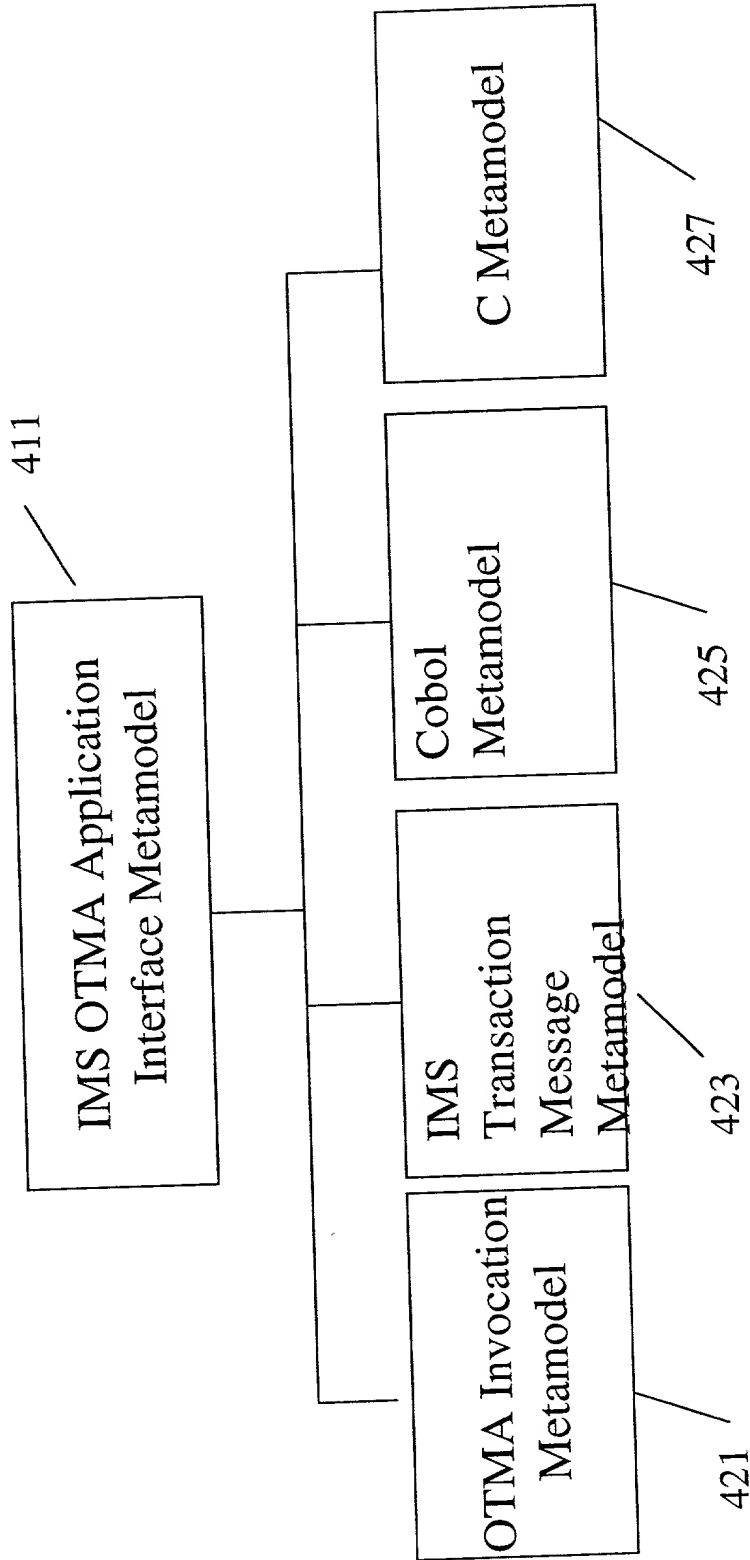 IMS OTMA Application
Interface Metamodel
411
OTMA Invocation
Metamodel
421
IMS
Transaction
Message
Metamodel
423
Cobol
Metamodel
425
C Metamodel
427